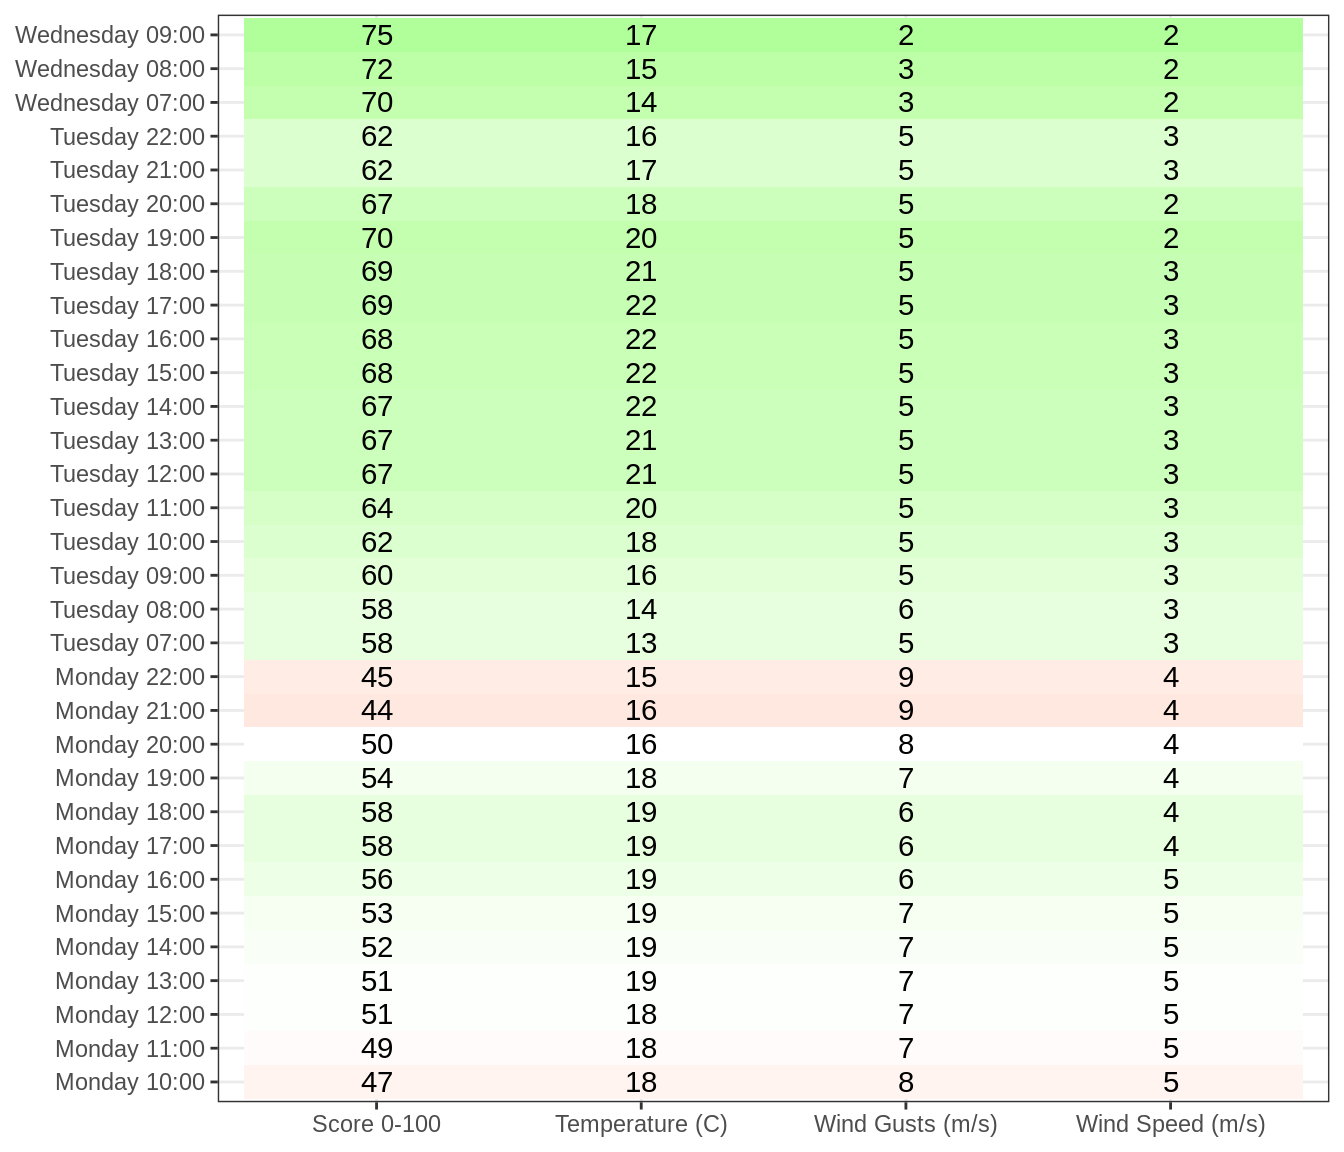 Wednesday 09:00 75 17 2 2
Wednesday 08:00 72 15 3 2
Wednesday 07:00 70 14 3 2
Tuesday 22:00 62 16 5 3
Tuesday 21:00 62 17 5 3
Tuesday 20:00 67 18 5 2
Tuesday 19:00 70 20 5 2
Tuesday 18:00 69 21 5 3
Tuesday 17:00 69 22 5 3
Tuesday 16:00 68 22 5 3
Tuesday 15:00 68 22 5 3
Tuesday 14:00 67 22 5 3
Tuesday 13:00 67 21 5 3
Tuesday 12:00 67 21 5 3
Tuesday 11:00 64 20 5 3
Tuesday 10:00 62 18 5 3
Tuesday 09:00 60 16 5 3
Tuesday 08:00 58 14 6 3
Tuesday 07:00 58 13 5 3
Monday 22:00 45 15 9 4
Monday 21:00 44 16 9 4
Monday 20:00 50 16 8 4
Monday 19:00 54 18 7 4
Monday 18:00 58 19 6 4
Monday 17:00 58 19 6 4
Monday 16:00 56 19 6 5
Monday 15:00 53 19 7 5
Monday 14:00 52 19 7 5
Monday 13:00 51 19 7 5
Monday 12:00 51 18 7 5
Monday 11:00 49 18 7 5
Monday 10:00 47 18 8 5
Score 0-100 Temperature (C) Wind Gusts (m/s) Wind Speed (m/s)